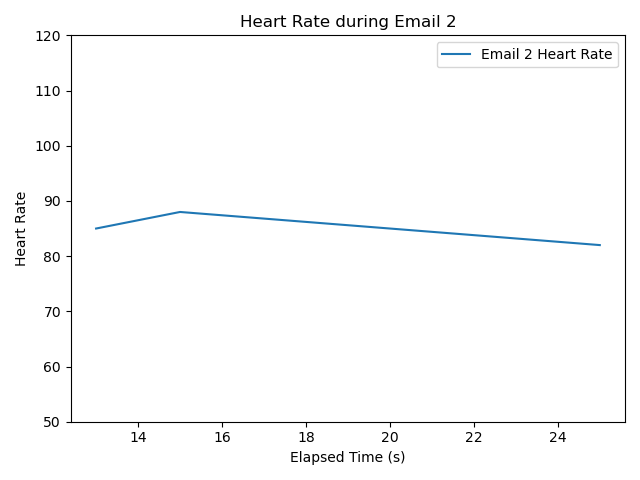 Heart Rate during Email 2
Email 2 Heart Rate
120
110
100
90
80
70
60
50
Heart Rate
14 16 18 20 22 24
Elapsed Time (s)